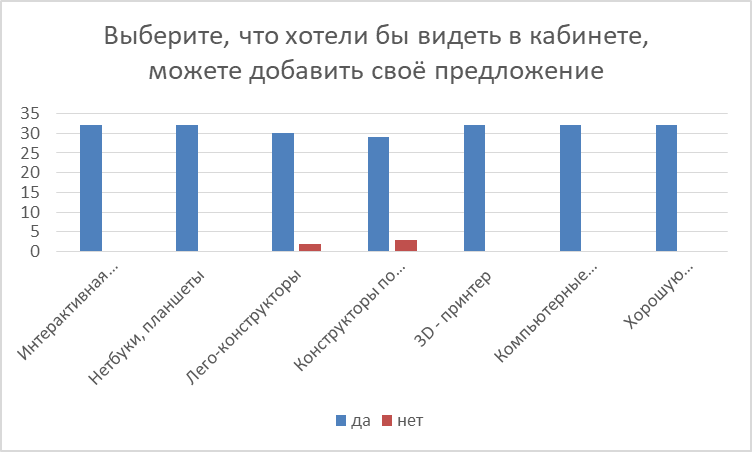 Выберите, что хотели бы видеть в кабинете,
можете добавить своё предложение
35
30
25
20
15
10
5
0
Интерактивная...
Нетбуки, планшеты
Лего-конструкторы
Конструкторы по...
3D - принтер
Компьютерные...
Хорошую...
да
нет